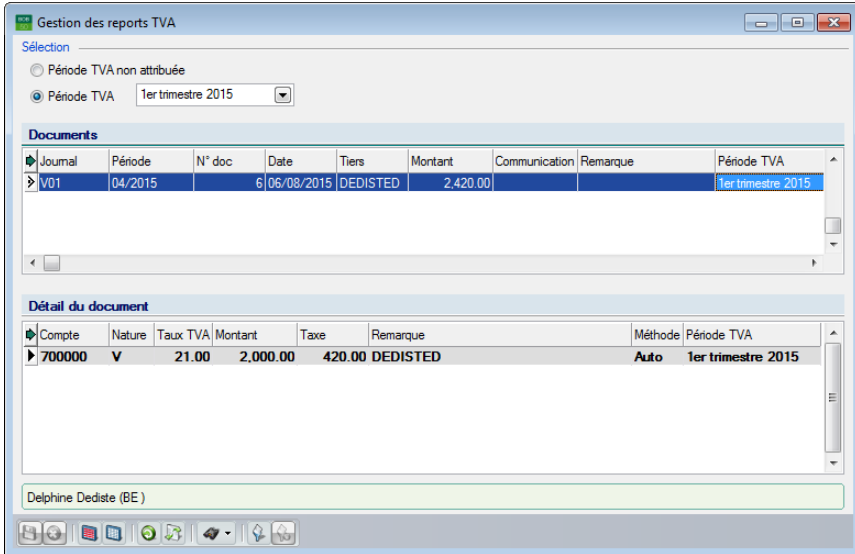 Gestion des reports TVA
Sélection
Période TVA non attribuée
Période TVA 1er trimestre 2015
Documents
Journal Période N° doc Date Tiers Montant Communication Remarque Période TVA
V01 04/2015 6 06/08/2015 DEDISTED 2,420.00 1er trimestre 2015
Détail du document
Compte Nature Taux TVA Montant Taxe Remarque Méthode Période TVA
700000 V 21.00 2,000.00 420.00 DEDISTED Auto 1er trimestre 2015
Delphine Dediste (BE )